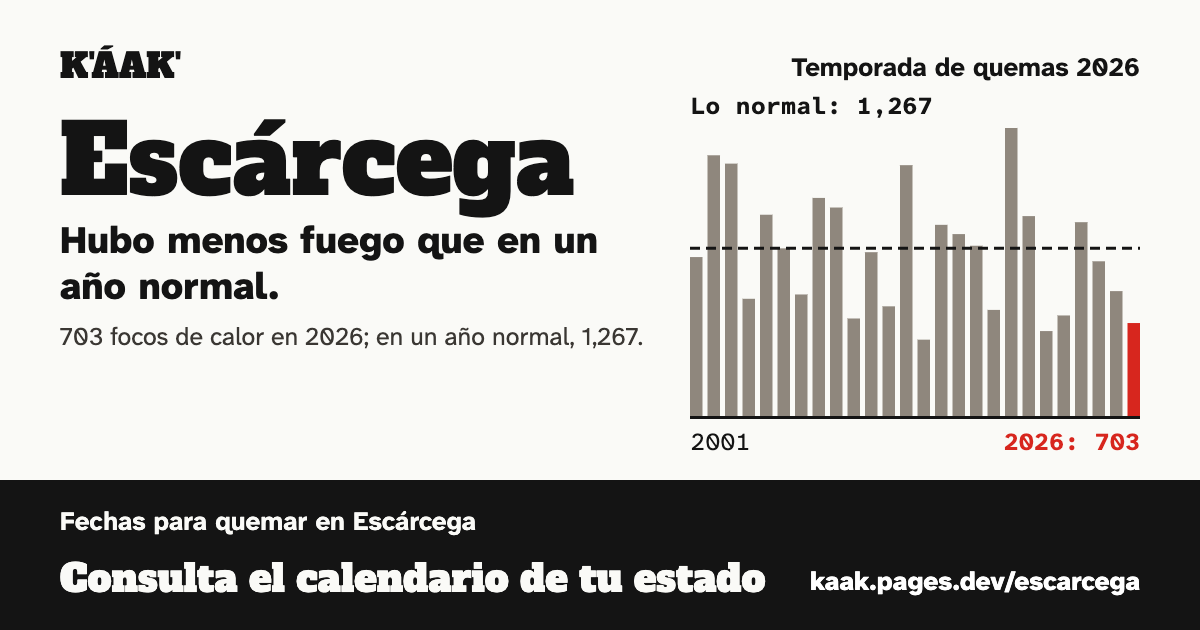 K'ÁAK'
Escárcega
Hubo menos fuego que en un
año normal.
703 focos de calor en 2026; en un año normal, 1,267.
Temporada de quemas 2026
Lo normal: 1,267
2001
2026: 703
Fechas para quemar en Escárcega
Consulta el calendario de tu estado
kaak.pages.dev/escarcega